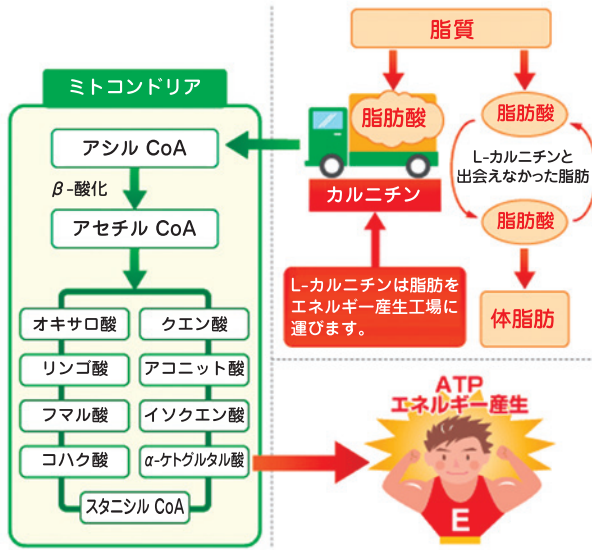 ミトコンドリア
アシル CoA
β-酸化
アセチル CoA
オキサロ酸
クエン酸
リンゴ酸
アコニット酸
フマル酸
イソクエン酸
コハク酸
α-ケトグルタル酸
スタニシル CoA
脂質
脂肪酸
カルニチン
L-カルニチンは脂肪を
エネルギー産生工場に
運びます。
脂肪酸
L-カルニチンと
出会えなかった脂肪
脂肪酸
体脂肪
ATP
エネルギー産生
E